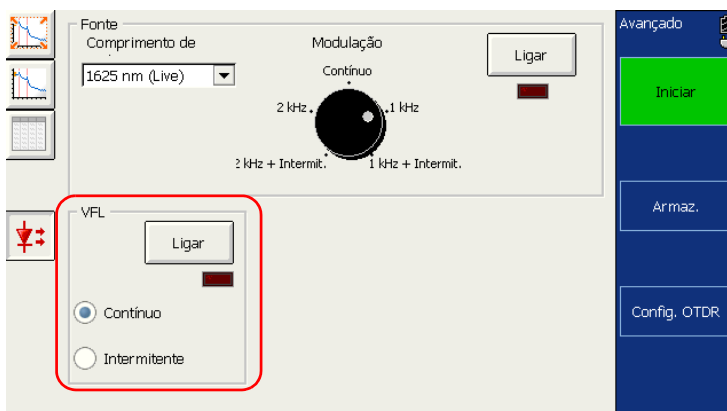 Fonte
Comprimento de
1625 nm (Live)
Modulação
Contínuo
2 kHz
1 kHz
2 kHz + Intermit.
1 kHz + Intermit.
Ligar
VFL
Ligar
Contínuo
Intermitente
Avançado
Iniciar
Armaz.
Config. OTDR